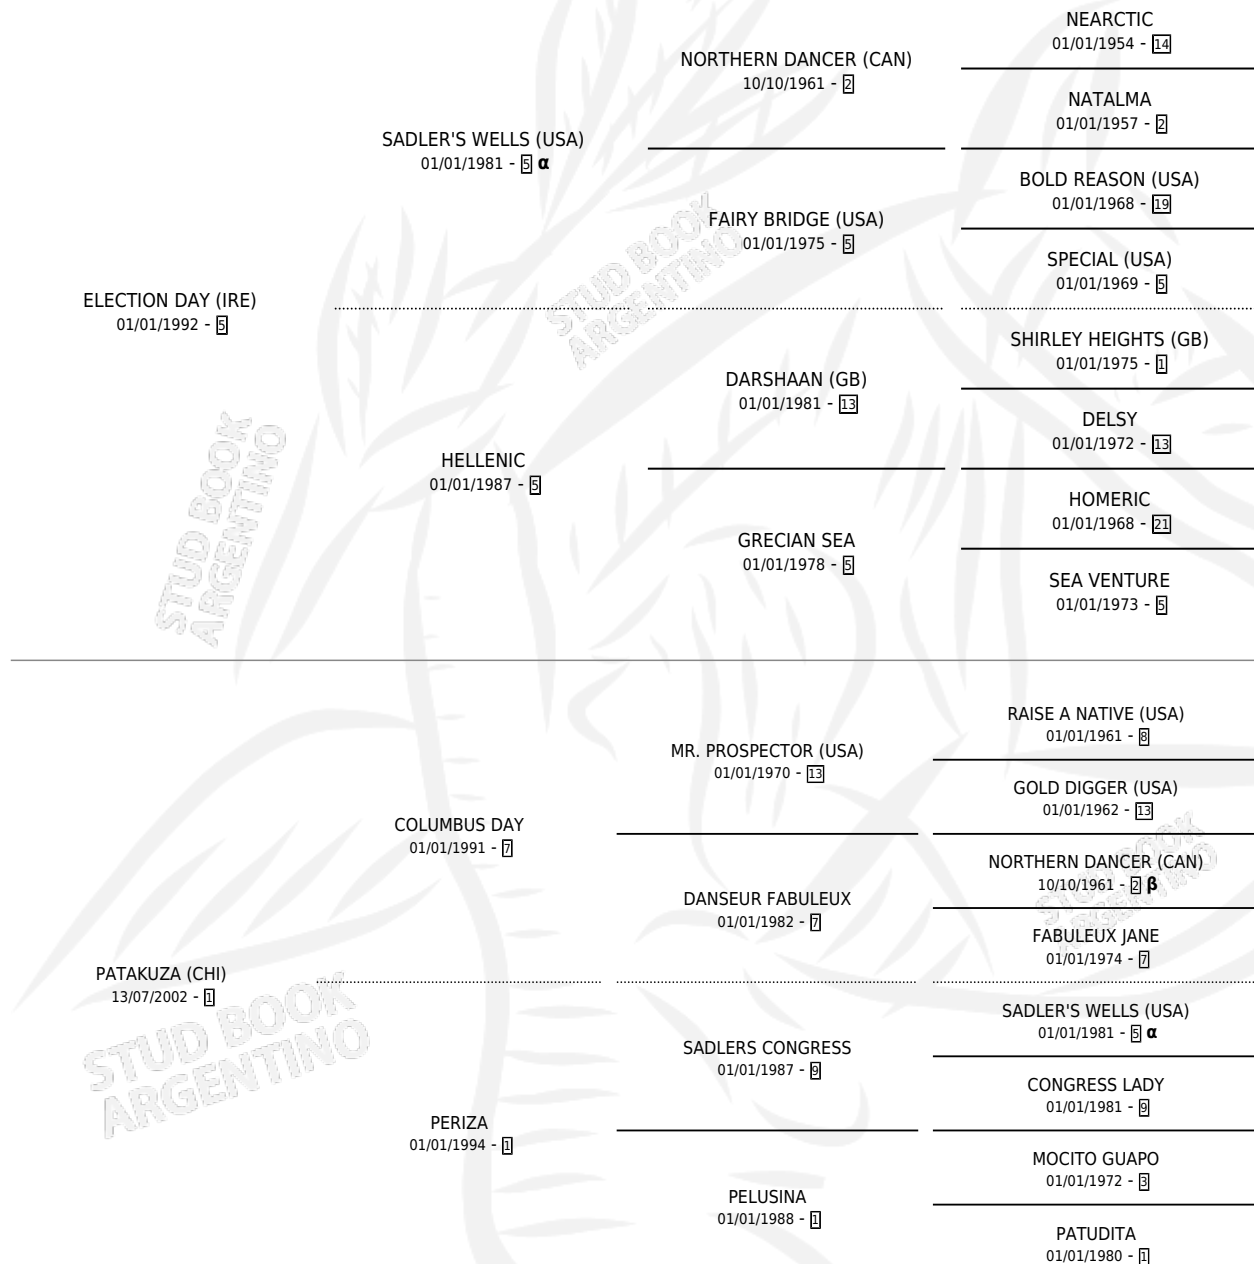 NEARCTIC
01/01/1954 - 14
NORTHERN DANCER (CAN)
10/10/1961 - 2
NATALMA
01/01/1957 - 2
SADLER'S WELLS (USA)
01/01/1981 - 5 α
BOLD REASON (USA)
01/01/1968 - 19
FAIRY BRIDGE (USA)
01/01/1975 - 5
SPECIAL (USA)
01/01/1969 - 5
ELECTION DAY (IRE)
01/01/1992 - 5
SHIRLEY HEIGHTS (GB)
01/01/1975 - 1
DARSHAAN (GB)
01/01/1981 - 13
DELSY
01/01/1972 - 13
HELLENIC
01/01/1987 - 5
HOMERIC
01/01/1968 - 21
GRECIAN SEA
01/01/1978 - 5
SEA VENTURE
01/01/1973 - 5
RAISE A NATIVE (USA)
01/01/1961 - 8
MR. PROSPECTOR (USA)
01/01/1970 - 13
GOLD DIGGER (USA)
01/01/1962 - 13
COLUMBUS DAY
01/01/1991 - 7
NORTHERN DANCER (CAN)
10/10/1961 - 2 β
DANSEUR FABULEUX
01/01/1982 - 7
FABULEUX JANE
01/01/1974 - 7
PATAKUZA (CHI)
13/07/2002 - 1
SADLER'S WELLS (USA)
01/01/1981 - 5 α
SADLERS CONGRESS
01/01/1987 - 9
CONGRESS LADY
01/01/1981 - 9
PERIZA
01/01/1994 - 1
MOCITO GUAPO
01/01/1972 - 3
PELUSINA
01/01/1988 - 1
PATUDITA
01/01/1980 - 1
STUD BOOK
ARGENTINO
STUD BOOK
ARGENTINO
STUD BOOK
ARGENTINO
STUD BOOK
ARGENTINO